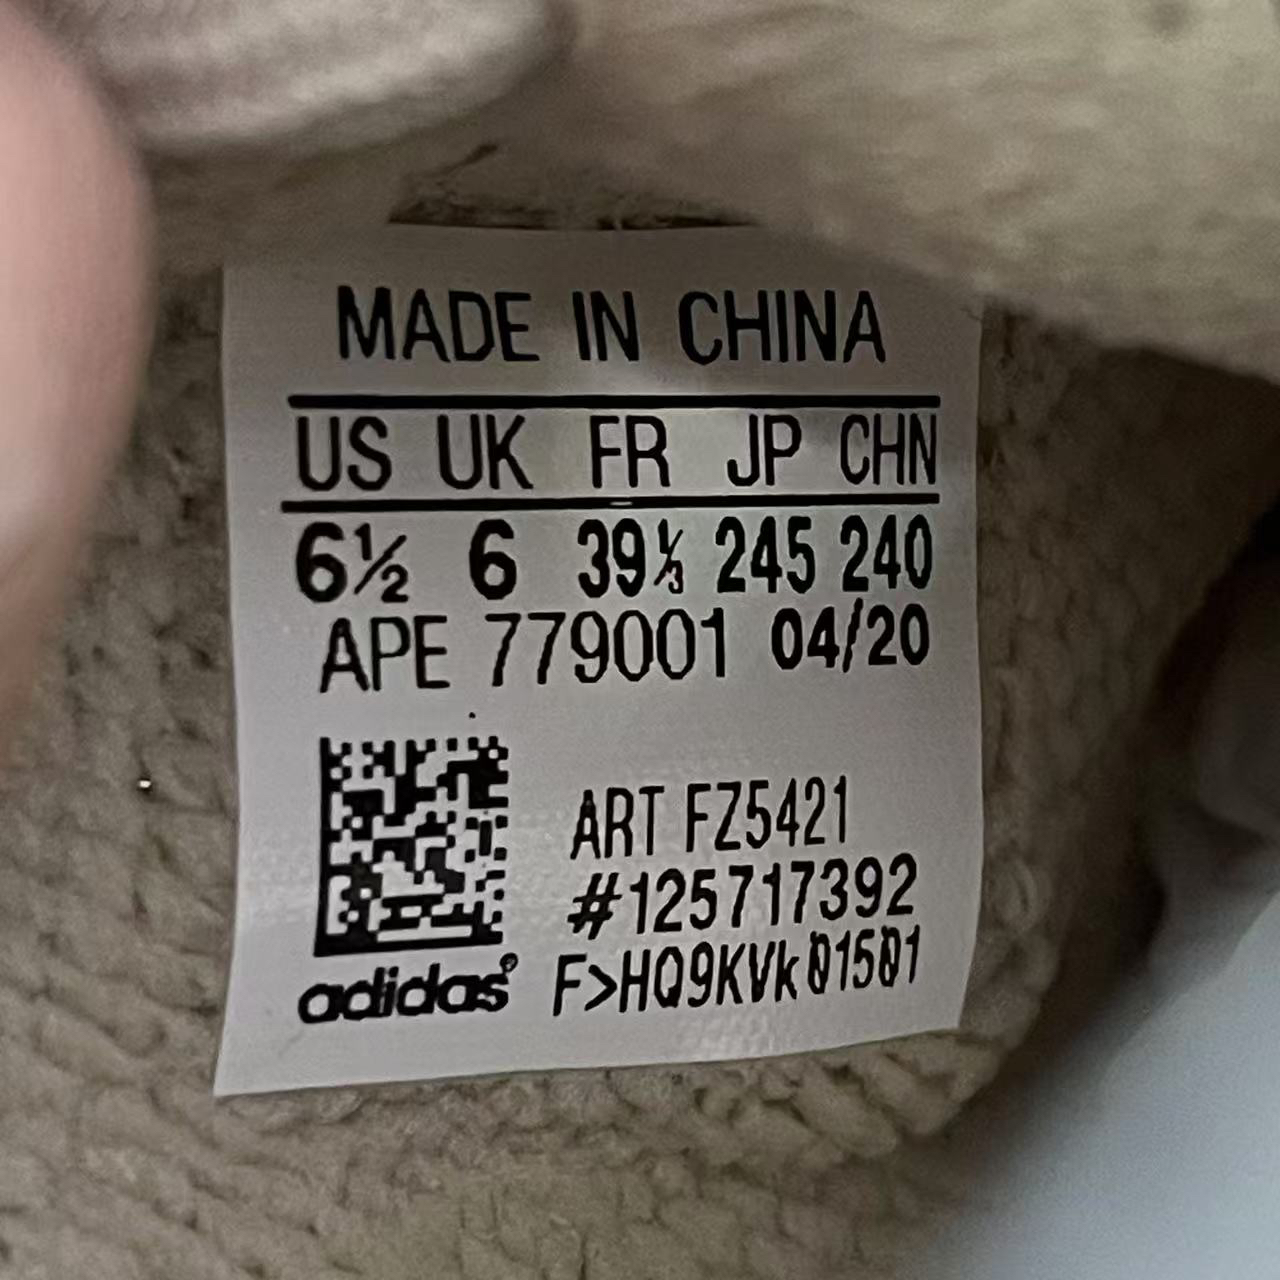 MADE IN CHINA
US UK FR JP CHN
6½ 6 39⅓ 245 240
APE 779001 04/20
ART FZ5421
#125717392
adidas® F>HQ9KVk01501